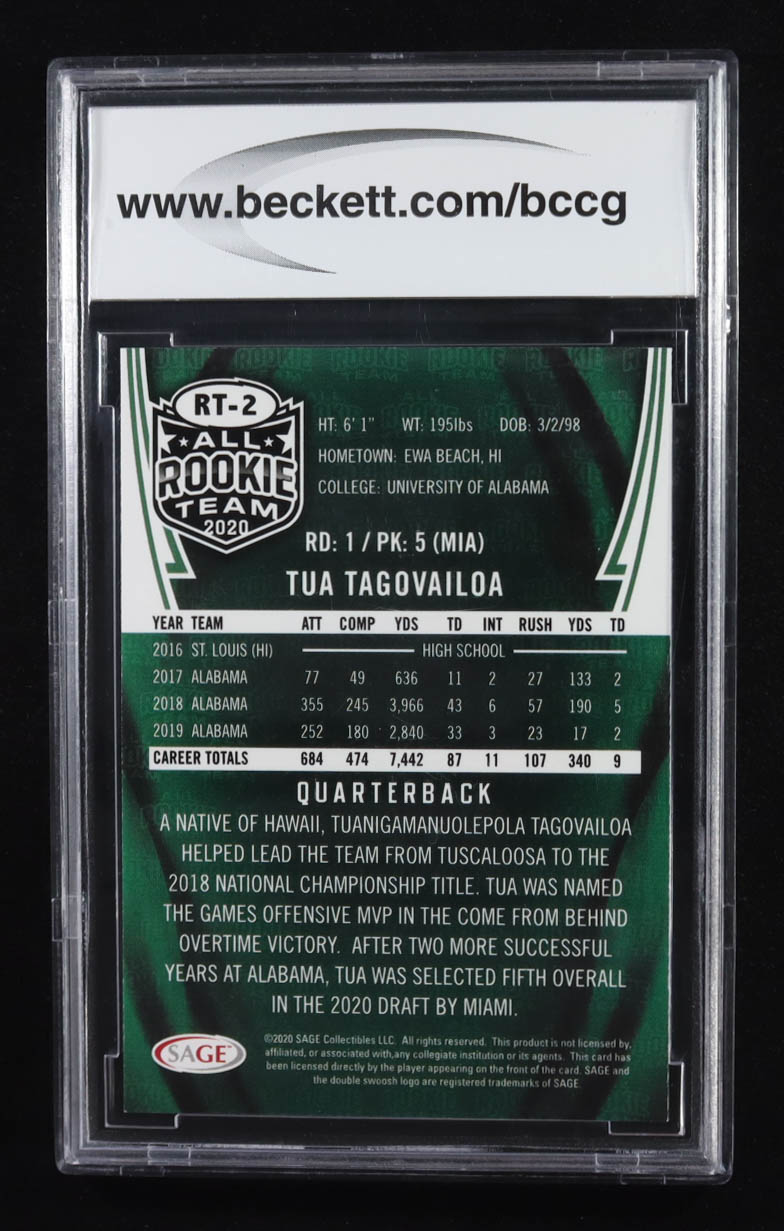 www.beckett.com/bccg
RT-2
ALL
ROOKIE
TEAM
2020
HT: 6' 1" WT: 195lbs DOB: 3/2/98
HOMETOWN: EWA BEACH, HI
COLLEGE: UNIVERSITY OF ALABAMA
RD: 1 / PK: 5 (MIA)
TUA TAGOVAILOA
YEAR TEAM ATT COMP YDS TD INT RUSH YDS TD
2016 ST. LOUIS (HI) HIGH SCHOOL
2017 ALABAMA 77 49 636 11 2 27 133 2
2018 ALABAMA 355 245 3,966 43 6 57 190 5
2019 ALABAMA 252 180 2,840 33 3 23 17 2
CAREER TOTALS 684 474 7,442 87 11 107 340 9
QUARTERBACK
A NATIVE OF HAWAII, TUANIGAMANUOLEPOLA TAGOVAILOA
HELPED LEAD THE TEAM FROM TUSCALOOSA TO THE
2018 NATIONAL CHAMPIONSHIP TITLE. TUA WAS NAMED
THE GAMES OFFENSIVE MVP IN THE COME FROM BEHIND
OVERTIME VICTORY. AFTER TWO MORE SUCCESSFUL
YEARS AT ALABAMA, TUA WAS SELECTED FIFTH OVERALL
IN THE 2020 DRAFT BY MIAMI.
SAGE
©2020 SAGE Collectibles LLC. All rights reserved. This product is not licensed by,
affiliated, or associated with,any collegiate institution or its agents. This card has
been licensed directly by the player appearing on the front of the card. SAGE and
the double swoosh logo are registered trademarks of SAGE